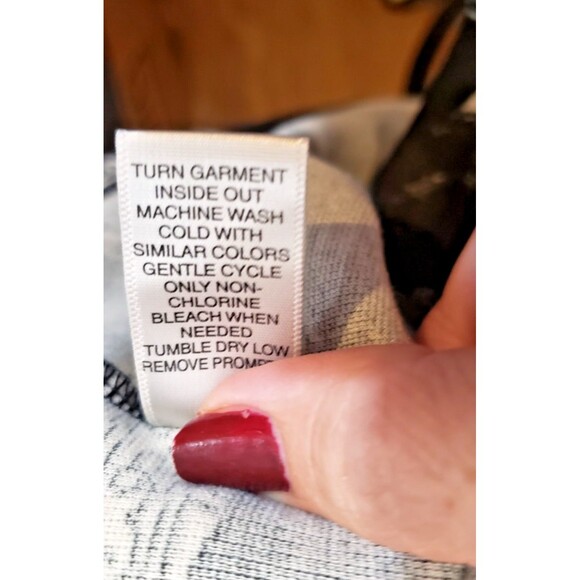 TURN GARMENT
INSIDE OUT
MACHINE WASH
COLD WITH
SIMILAR COLORS
GENTLE CYCLE
ONLY NON-
CHLORINE
BLEACH WHEN
NEEDED
TUMBLE DRY LOW
REMOVE